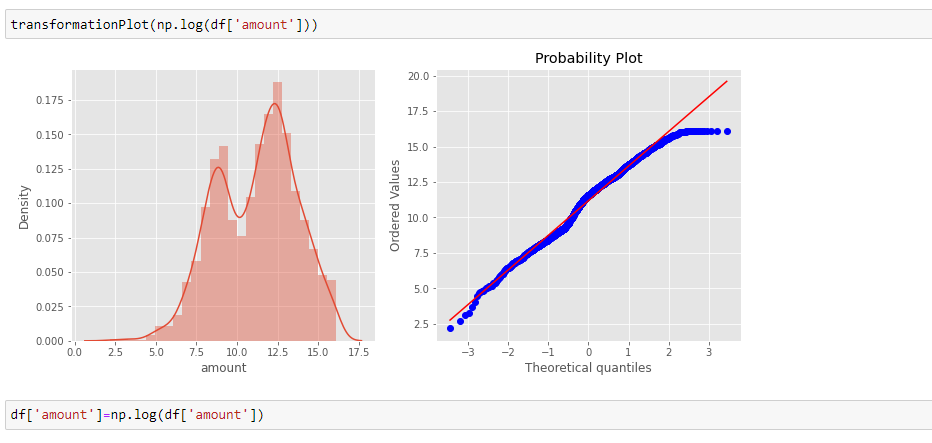 transformationPlot(np.log(df['amount']))
Probability Plot
Density
0.175
0.150
0.125
0.100
0.075
0.050
0.025
0.000
0.0 2.5 5.0 7.5 10.0 12.5 15.0 17.5
amount
Ordered Values
20.0
17.5
15.0
12.5
10.0
7.5
5.0
2.5
−3 −2 −1 0 1 2 3
Theoretical quantiles
df['amount']=np.log(df['amount'])